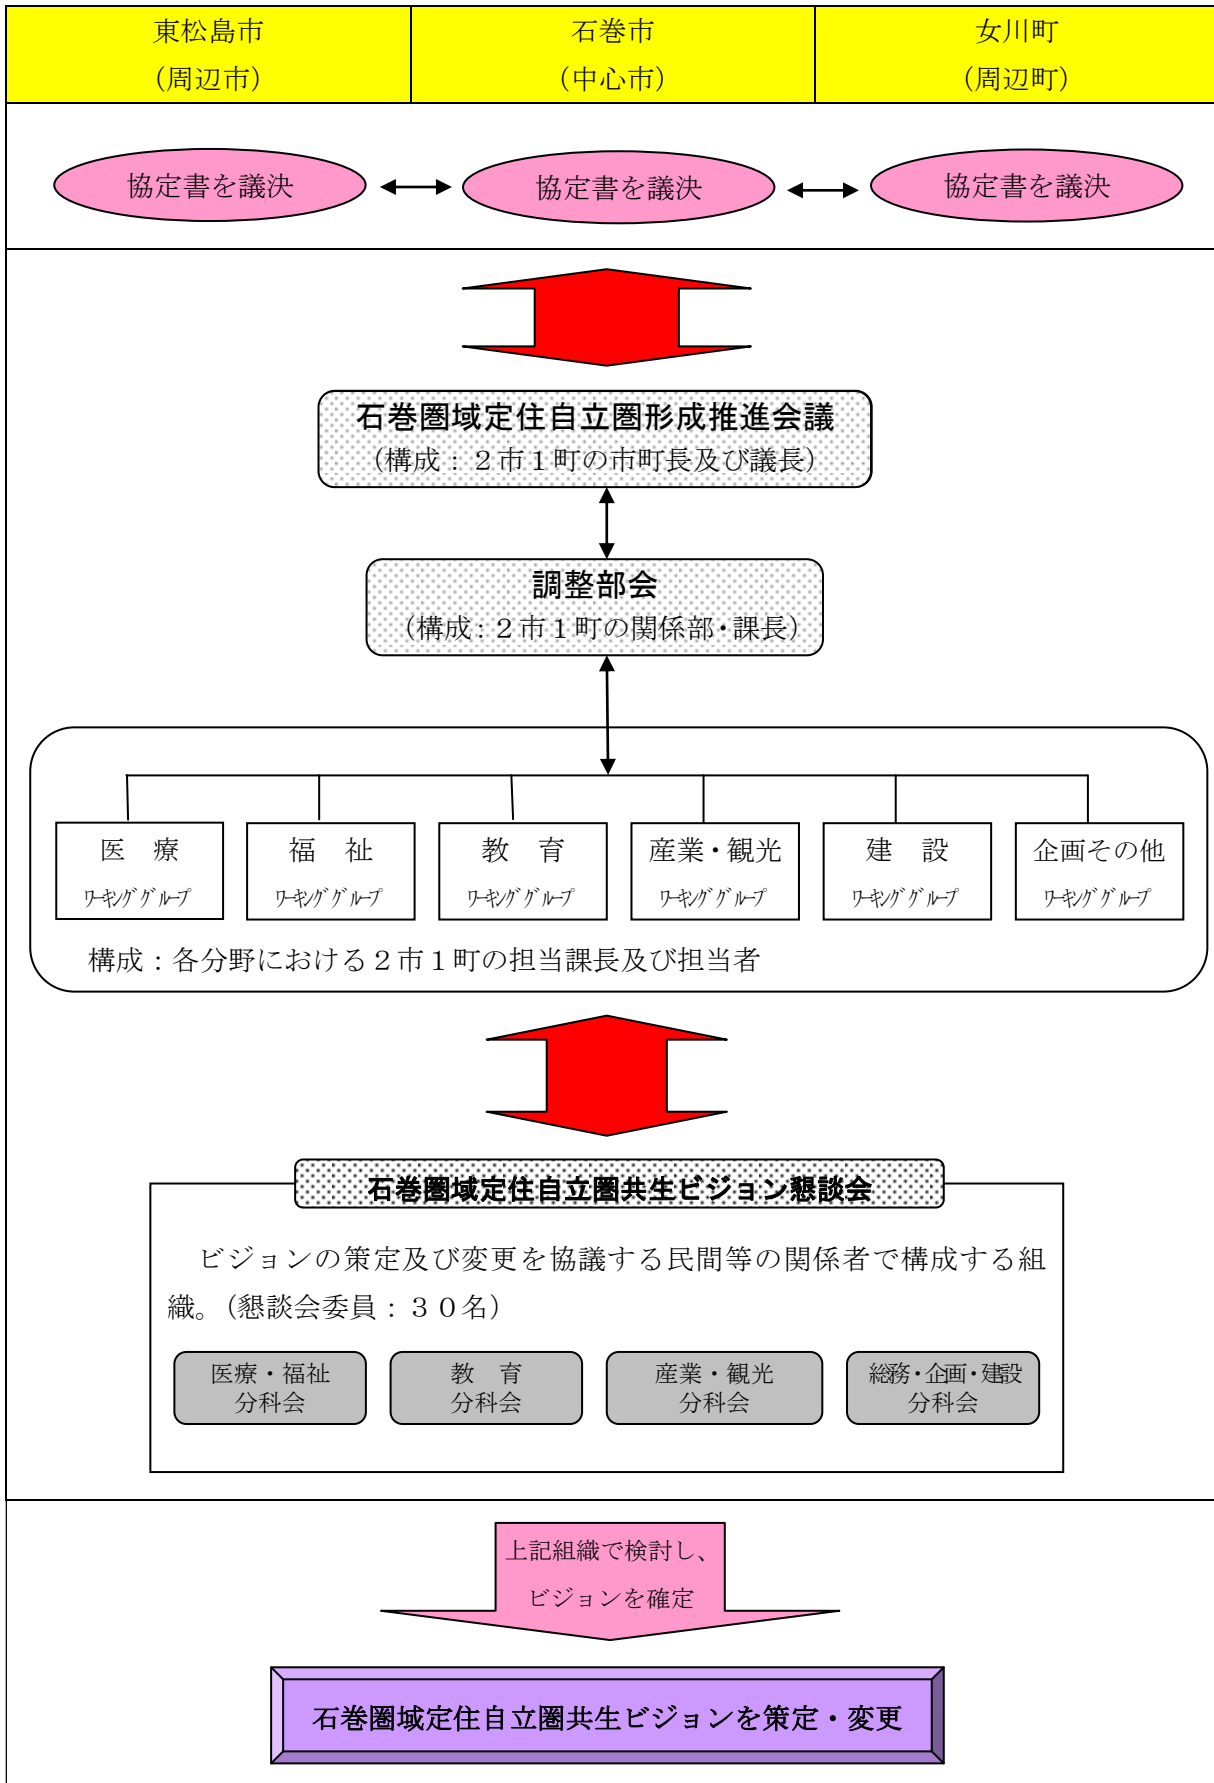 東松島市
（周辺市）
石巻市
（中心市）
女川町
（周辺町）
協定書を議決
協定書を議決
協定書を議決
石巻圏域定住自立圏形成推進会議
（構成：２市１町の市町長及び議長）
調整部会
（構成：２市１町の関係部・課長）
医　療
ワーキンググループ
福　祉
ワーキンググループ
教　育
ワーキンググループ
産業・観光
ワーキンググループ
建　設
ワーキンググループ
企画その他
ワーキンググループ
構成：各分野における２市１町の担当課長及び担当者
石巻圏域定住自立圏共生ビジョン懇談会
ビジョンの策定及び変更を協議する民間等の関係者で構成する組
織。（懇談会委員：３０名）
医療・福祉
分科会
教　育
分科会
産業・観光
分科会
総務・企画・建設
分科会
上記組織で検討し、
ビジョンを確定
石巻圏域定住自立圏共生ビジョンを策定・変更